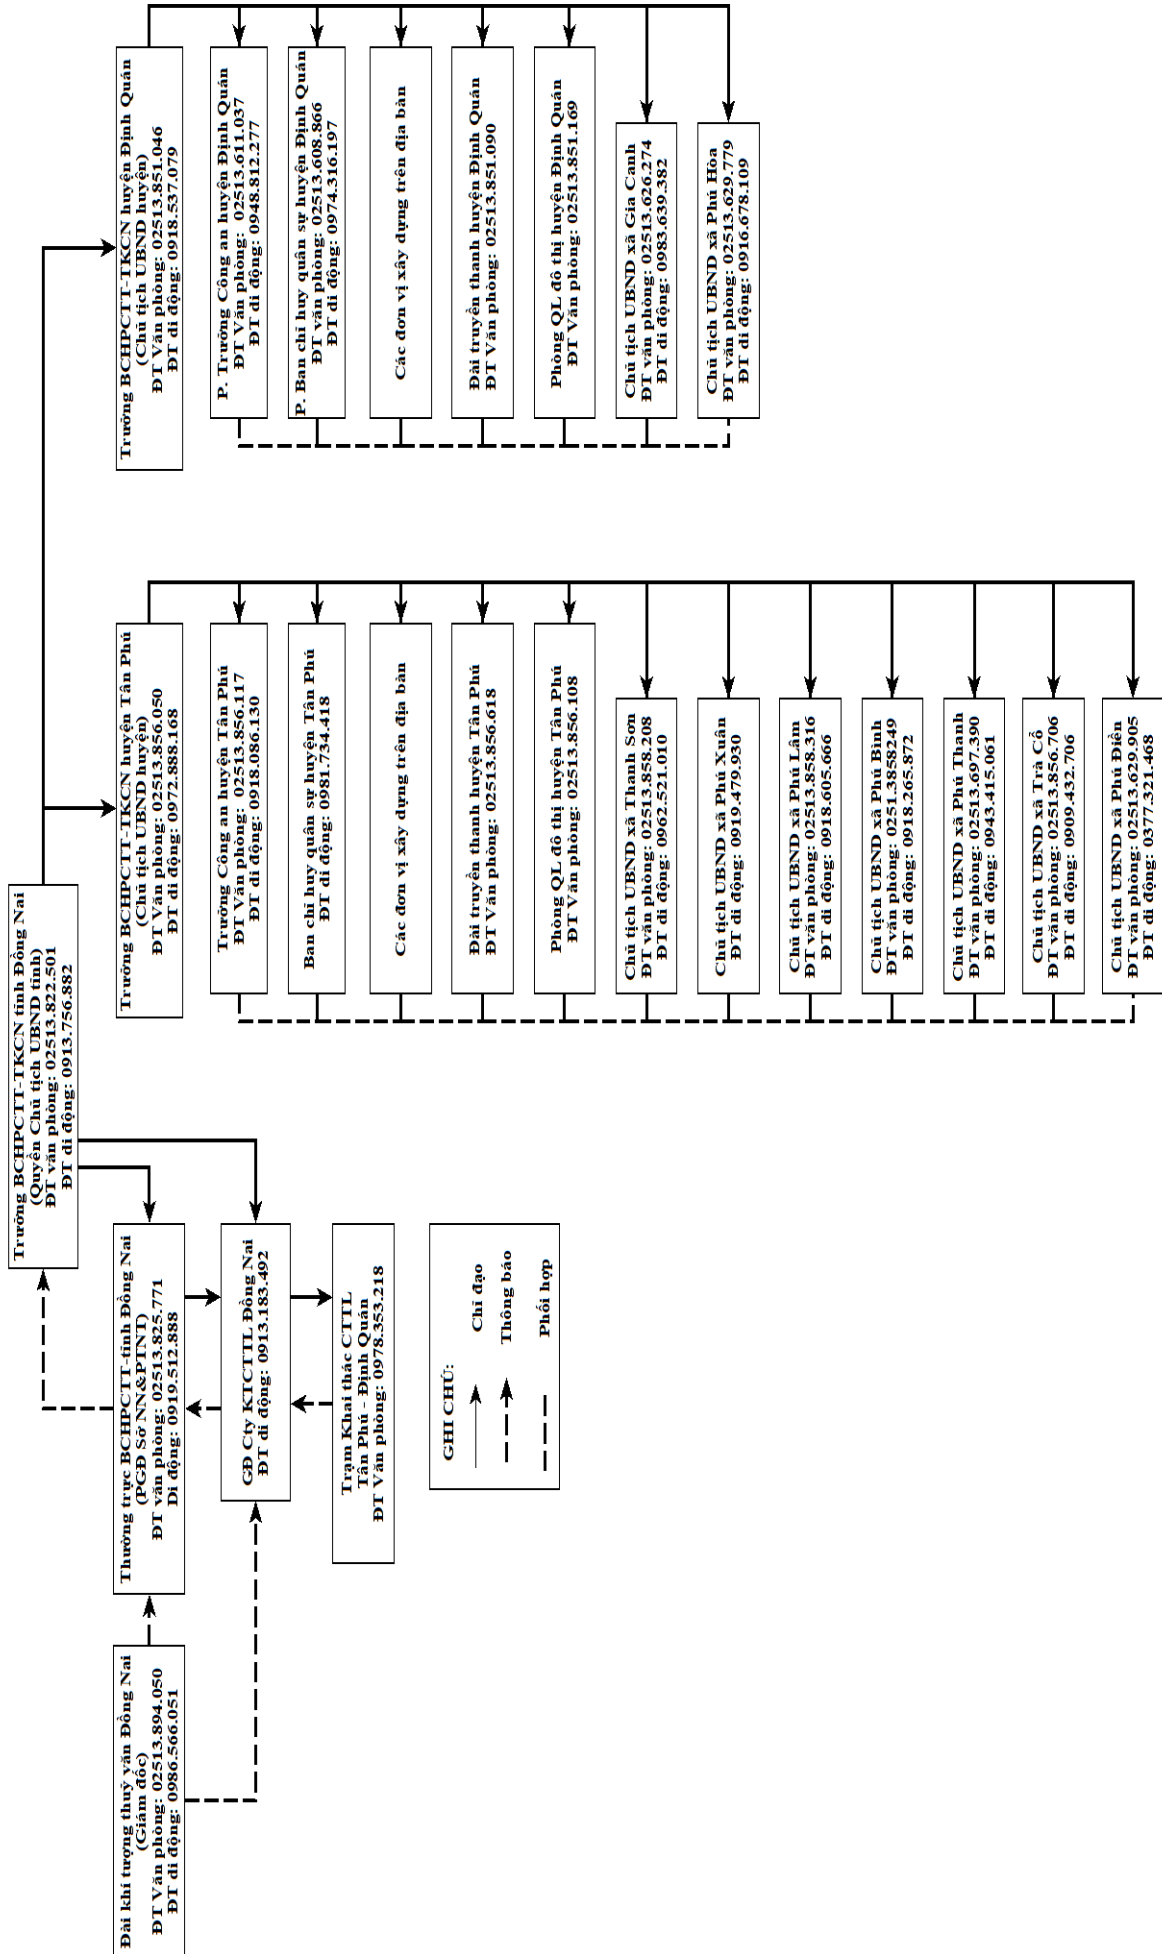 Trưởng BCHPCTT-TKCN tỉnh Đồng Nai
(Quyền Chủ tịch UBND tỉnh)
ĐT văn phòng: 02513.822.501
ĐT di động: 0913.756.882
Đài khí tượng thuỷ văn Đồng Nai
(Giám đốc)
ĐT Văn phòng: 02513.894.050
ĐT di động: 0986.566.051
Thường trực BCHPCTT-tỉnh Đồng Nai
(PGĐ Sở NN&PTNT)
ĐT văn phòng: 02513.825.771
Di động: 0919.512.888
GĐ Cty KTCTTL Đồng Nai
ĐT di động: 0913.183.492
Trạm Khai thác CTTL
Tân Phú - Định Quán
ĐT Văn phòng: 0978.353.218
GHI CHÚ:
Chỉ đạo
Thông báo
Phối hợp
Trưởng BCHPCTT-TKCN huyện Tân Phú
(Chủ tịch UBND huyện)
ĐT Văn phòng: 02513.856.050
ĐT di động: 0972.888.168
Trưởng Công an huyện Tân Phú
ĐT Văn phòng: 02513.856.117
ĐT di động: 0918.086.130
Ban chỉ huy quân sự huyện Tân Phú
ĐT di động: 0981.734.418
Các đơn vị xây dựng trên địa bàn
Đài truyền thanh huyện Tân Phú
ĐT Văn phòng: 02513.856.618
Phòng QL đô thị huyện Tân Phú
ĐT Văn phòng: 02513.856.108
Chủ tịch UBND xã Thanh Sơn
ĐT văn phòng: 02513.858.208
ĐT di động: 0962.521.010
Chủ tịch UBND xã Phú Xuân
ĐT di động: 0919.479.930
Chủ tịch UBND xã Phú Lâm
ĐT văn phòng: 02513.858.316
ĐT di động: 0918.605.666
Chủ tịch UBND xã Phú Bình
ĐT văn phòng: 0251.3858249
ĐT di động: 0918.265.872
Chủ tịch UBND xã Phú Thanh
ĐT văn phòng: 02513.697.390
ĐT di động: 0943.415.061
Chủ tịch UBND xã Trà Cổ
ĐT văn phòng: 02513.856.706
ĐT di động: 0909.432.706
Chủ tịch UBND xã Phú Điền
ĐT văn phòng: 02513.629.905
ĐT di động: 0377.321.468
Trưởng BCHPCTT-TKCN huyện Định Quán
(Chủ tịch UBND huyện)
ĐT Văn phòng: 02513.851.046
ĐT di động: 0918.537.079
P. Trưởng Công an huyện Định Quán
ĐT Văn phòng: 02513.611.037
ĐT di động: 0948.812.277
P. Ban chỉ huy quân sự huyện Định Quán
ĐT văn phòng: 02513.608.866
ĐT di động: 0974.316.197
Các đơn vị xây dựng trên địa bàn
Đài truyền thanh huyện Định Quán
ĐT Văn phòng: 02513.851.090
Phòng QL đô thị huyện Định Quán
ĐT Văn phòng: 02513.851.169
Chủ tịch UBND xã Gia Canh
ĐT văn phòng: 02513.626.274
ĐT di động: 0983.639.382
Chủ tịch UBND xã Phú Hòa
ĐT văn phòng: 02513.629.779
ĐT di động: 0916.678.109